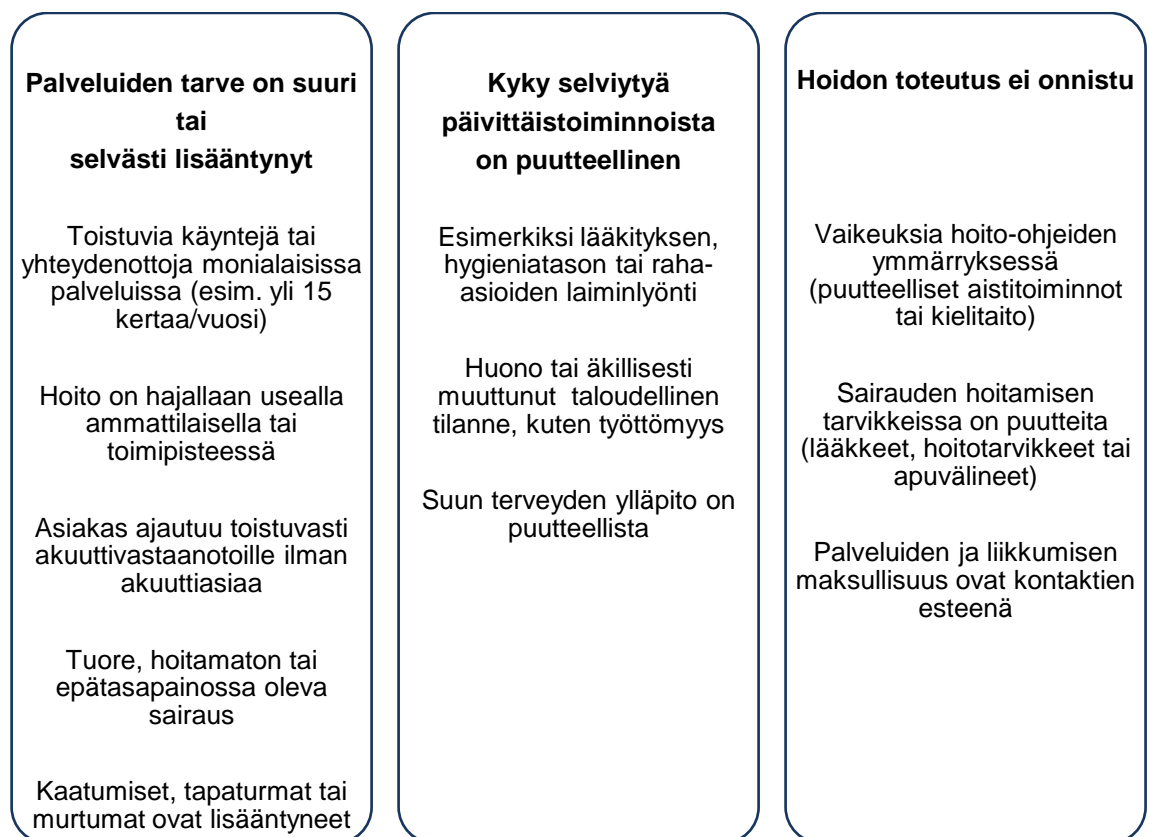 Palveluiden tarve on suuri
tai
selvästi lisääntynyt
Toistuvia käyntejä tai
yhteydenottoja monialaisissa
palveluissa (esim. yli 15
kertaa/vuosi)
Hoito on hajallaan usealla
ammattilaisella tai
toimipisteessä
Asiakas ajautuu toistuvasti
akuuttivastaanotoille ilman
akuuttiasiaa
Tuore, hoitamaton tai
epätasapainossa oleva
sairaus
Kaatumiset, tapaturmat tai
murtumat ovat lisääntyneet
Kyky selviytyä
päivittäistoiminnoista
on puutteellinen
Esimerkiksi lääkityksen,
hygieniatason tai raha-
asioiden laiminlyönti
Huono tai äkillisesti
muuttunut taloudellinen
tilanne, kuten työttömyys
Suun terveyden ylläpito on
puutteellista
Hoidon toteutus ei onnistu
Vaikeuksia hoito-ohjeiden
ymmärryksessä
(puutteelliset aistitoiminnot
tai kielitaito)
Sairauden hoitamisen
tarvikkeissa on puutteita
(lääkkeet, hoitotarvikkeet tai
apuvälineet)
Palveluiden ja liikkumisen
maksullisuus ovat kontaktien
esteenä